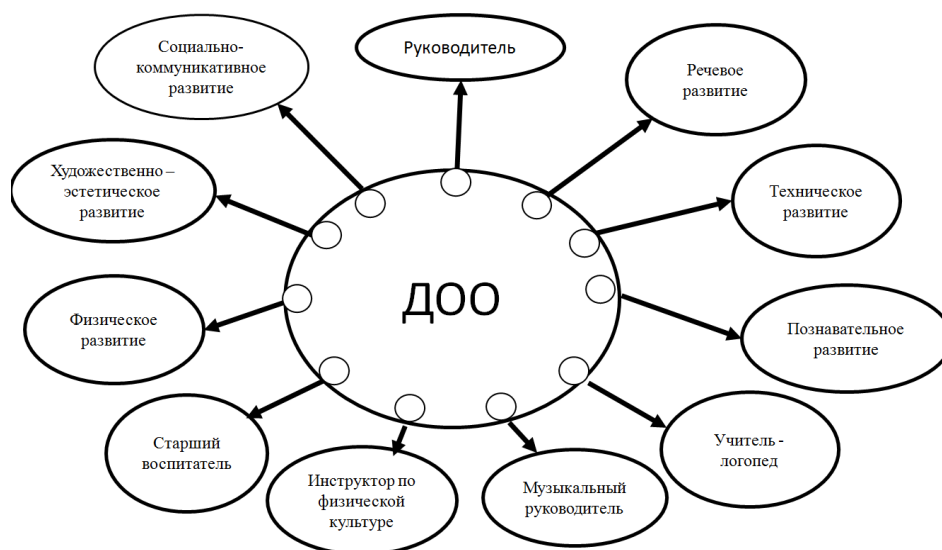 Социально-
коммуникативное
развитие
Руководитель
Речевое
развитие
Художественно –
эстетическое
развитие
Техническое
развитие
ДОО
Физическое
развитие
Познавательное
развитие
Старший
воспитатель
Инструктор по
физической
культуре
Музыкальный
руководитель
Учитель -
логопед